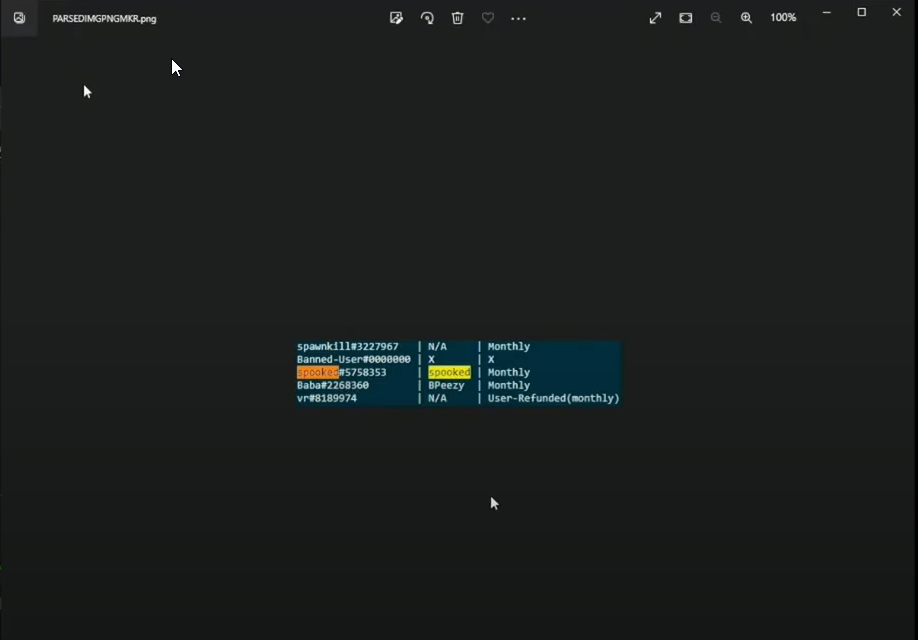 PARSEDIMGPNGMKR.png
100%
spawnkill#3227967 | N/A | Monthly
Banned-User#0000000 | X | X
spooked#5758353 | spooked | Monthly
Baba#2268360 | BPeezy | Monthly
vr#8189974 | N/A | User-Refunded(monthly)